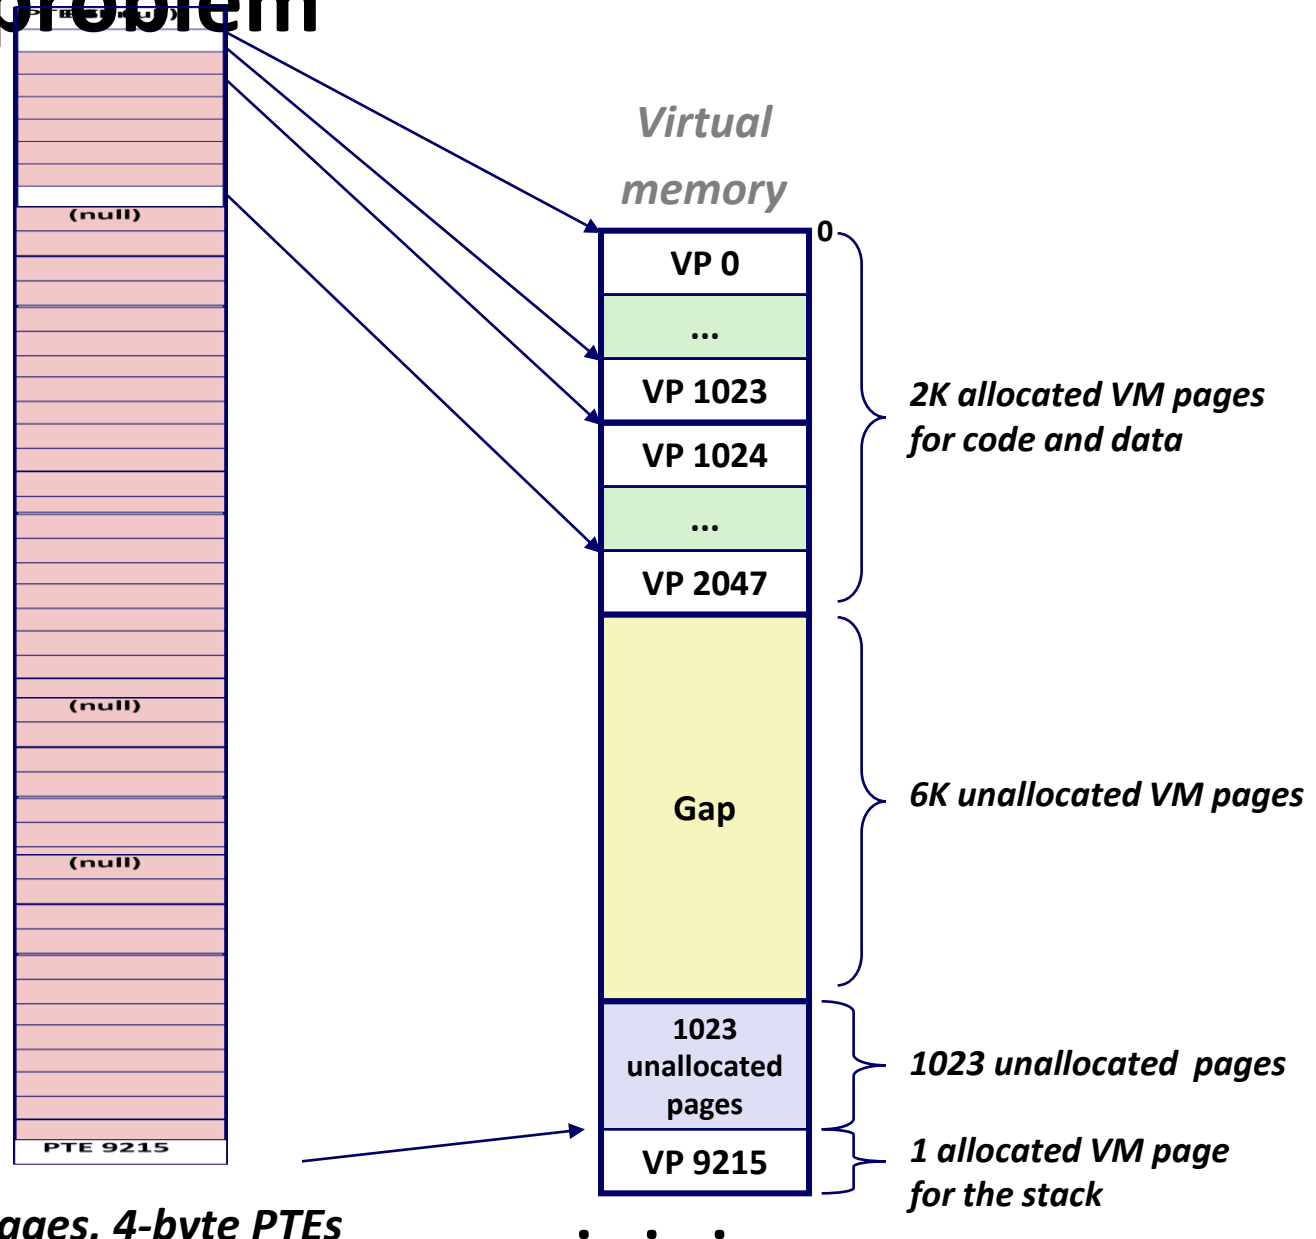 problem
(null)
(null)
(null)
PTE 9215
Virtual
memory
0
VP 0
...
VP 1023
VP 1024
...
VP 2047
Gap
1023
unallocated
pages
VP 9215
2K allocated VM pages
for code and data
6K unallocated VM pages
1023 unallocated pages
1 allocated VM page
for the stack
4-byte PTEs